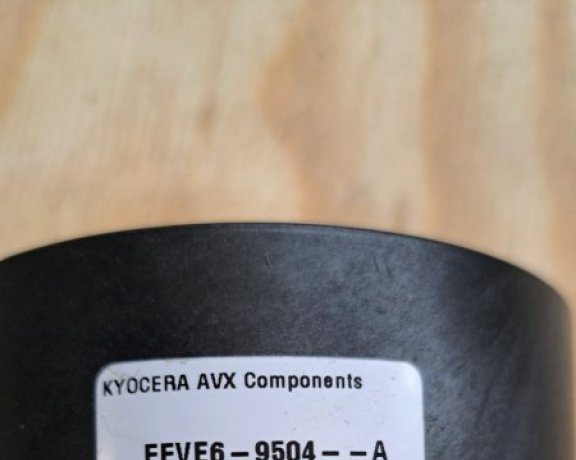 KYOCERA AVX Components
FFVE6-9504--A